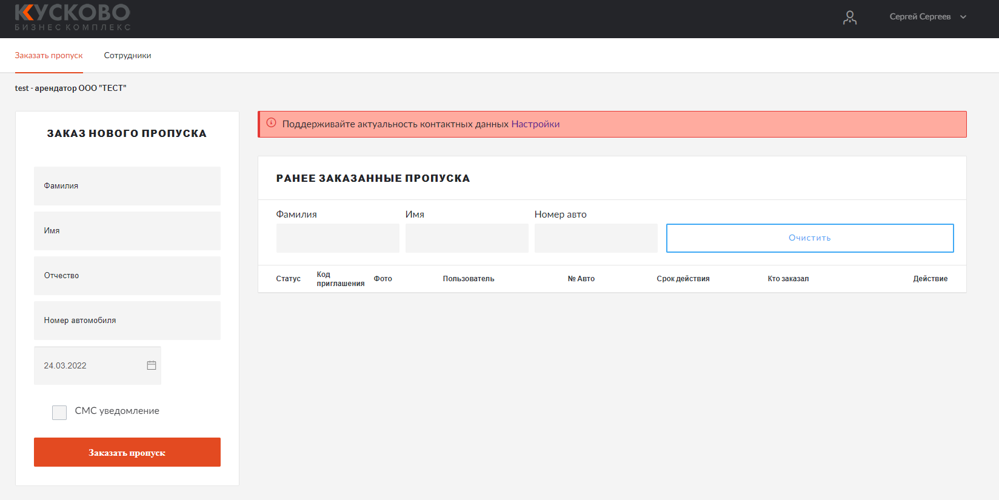 КУСКОВО
БИЗНЕС КОМПЛЕКС
Сергей Сергеев
Заказать пропуск
Сотрудники
test - арендатор ООО "ТЕСТ"
ЗАКАЗ НОВОГО ПРОПУСКА
Фамилия
Имя
Отчество
Номер автомобиля
24.03.2022
СМС уведомление
Заказать пропуск
Поддерживайте актуальность контактных данных Настройки
РАНЕЕ ЗАКАЗАННЫЕ ПРОПУСКА
Фамилия
Имя
Номер авто
Очистить
Статус
Код
приглашения
Фото
Пользователь
№ Авто
Срок действия
Кто заказал
Действие